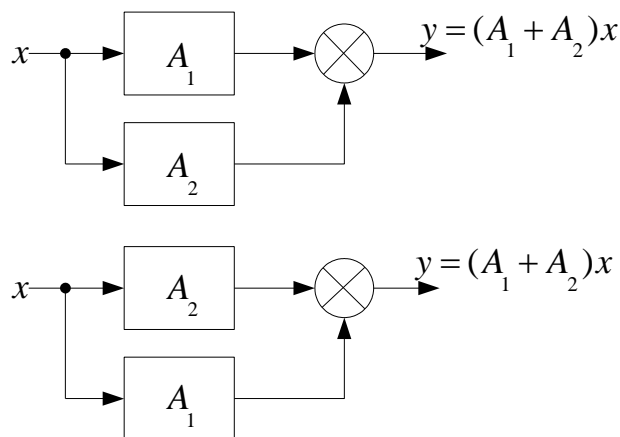 x
A₁
y = (A₁ + A₂)x
A₂
x
A₂
y = (A₁ + A₂)x
A₁